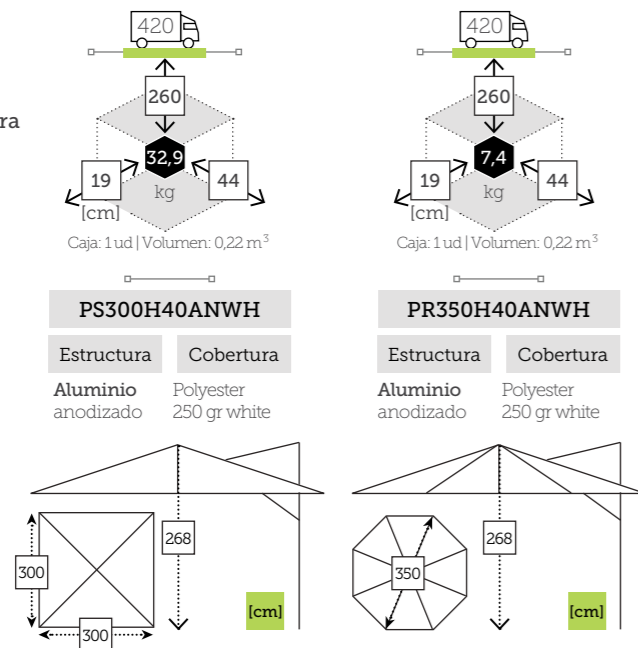 420
260
32,9
19
44
kg
[cm]
Caja: 1 ud | Volumen: 0,22 m³
PS300H40ANWH
Estructura
Cobertura
Aluminio
anodizado
Polyester
250 gr white
268
300
300
[cm]
420
260
7,4
19
44
kg
[cm]
Caja: 1 ud | Volumen: 0,22 m³
PR350H40ANWH
Estructura
Cobertura
Aluminio
anodizado
Polyester
250 gr white
268
350
[cm]